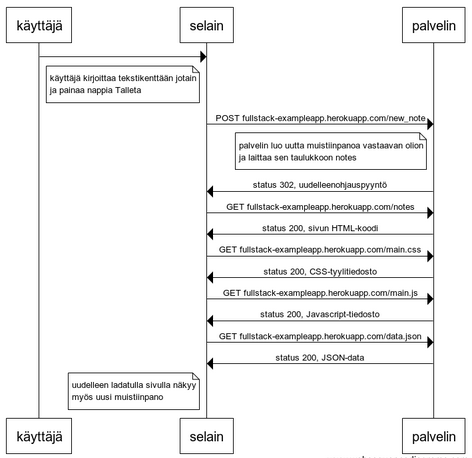 käyttäjä
selain
palvelin
käyttäjä kirjoittaa tekstikenttään jotain
ja painaa nappia Talleta
POST fullstack-exampleapp.herokuapp.com/new_note
palvelin luo uutta muistiinpanoa vastaavan olion
ja laittaa sen taulukkoon notes
status 302, uudelleenohjauspyyntö
GET fullstack-exampleapp.herokuapp.com/notes
status 200, sivun HTML-koodi
GET fullstack-exampleapp.herokuapp.com/main.css
status 200, CSS-tyylitiedosto
GET fullstack-exampleapp.herokuapp.com/main.js
status 200, Javascript-tiedosto
GET fullstack-exampleapp.herokuapp.com/data.json
status 200, JSON-data
uudelleen ladatulla sivulla näkyy
myös uusi muistiinpano
käyttäjä
selain
palvelin